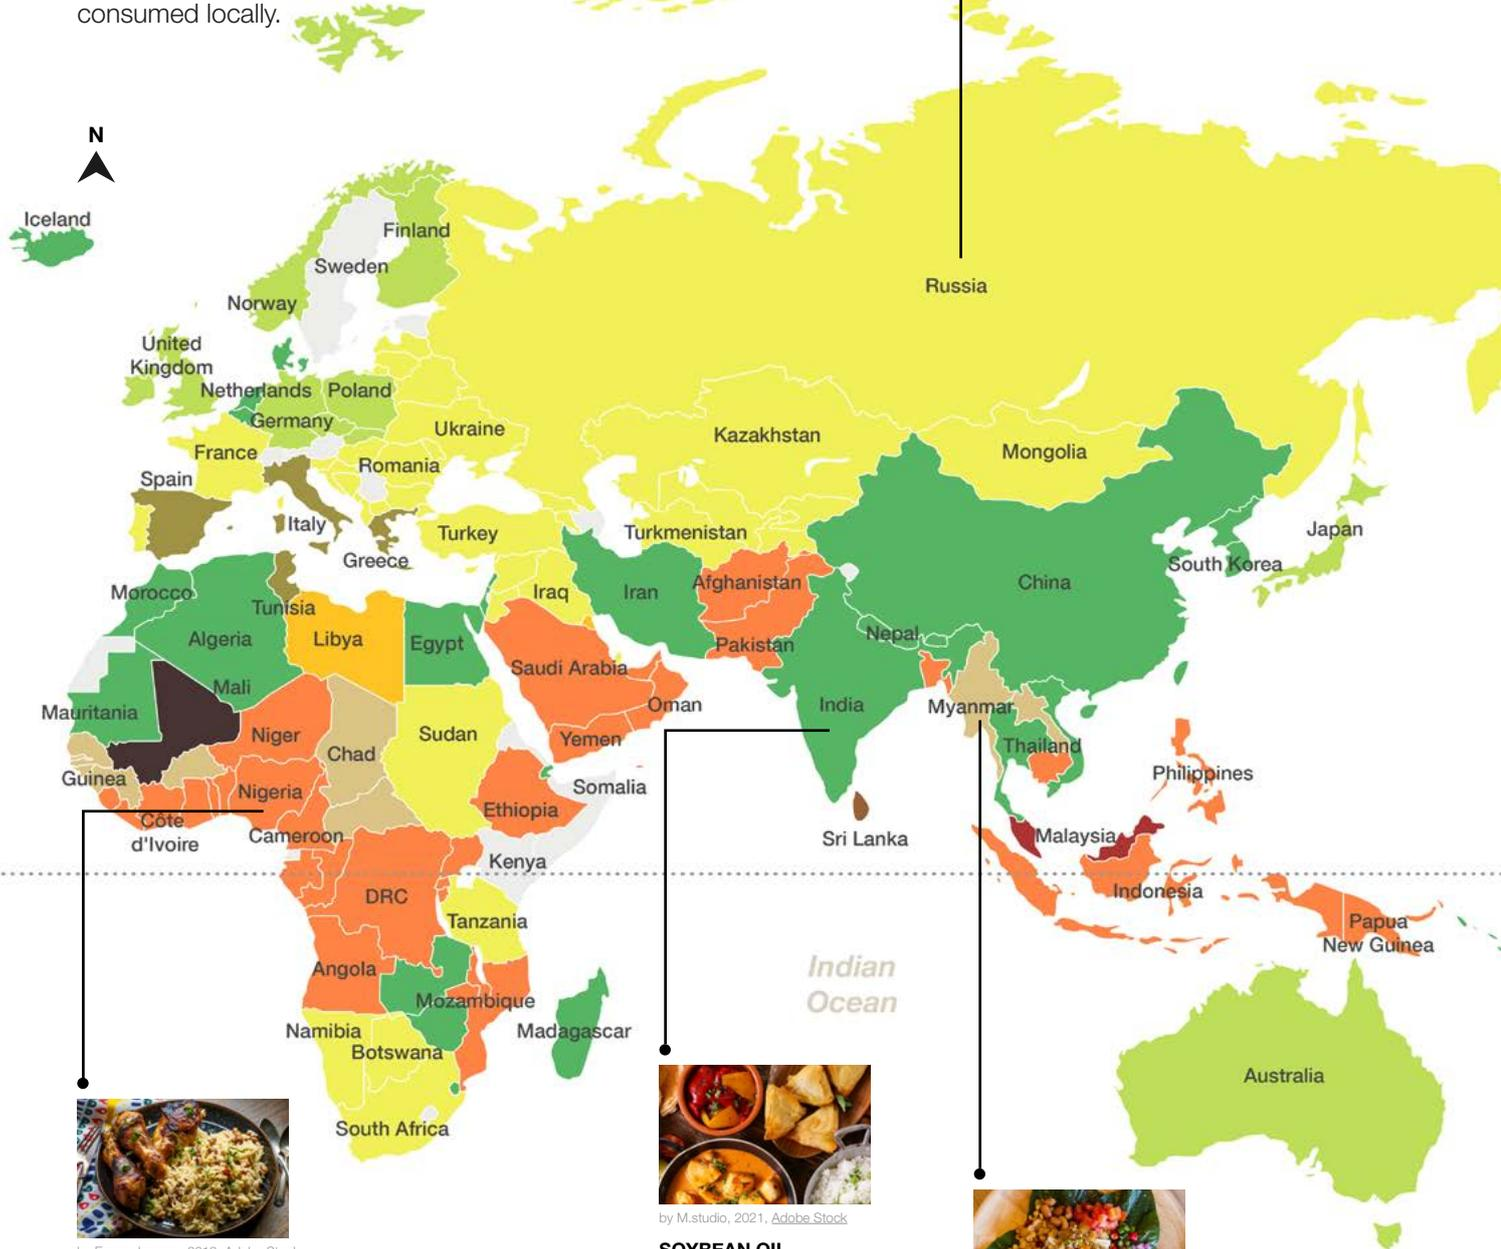 consumed locally.
N
Iceland
Finland
Sweden
Norway
Russia
United
Kingdom
Netherlands
Poland
Germany
Ukraine
Kazakhstan
France
Mongolia
Romania
Spain
Italy
Turkey
Turkmenistan
Japan
Greece
South Korea
Morocco
Tunisia
Iraq
Iran
Afghanistan
China
Algeria
Libya
Egypt
Nepal
Pakistan
Saudi Arabia
Mali
Mauritania
Oman
India
Myanmar
Niger
Sudan
Yemen
Chad
Thailand
Guinea
Philippines
Nigeria
Somalia
Ethiopia
Côte
d'Ivoire
Cameroon
Sri Lanka
Malaysia
Kenya
DRC
Indonesia
Tanzania
Papua
New Guinea
Angola
Indian
Ocean
Mozambique
Namibia
Madagascar
Botswana
Australia
South Africa
by M.studio, 2021, Adobe Stock
SOYBEAN OIL